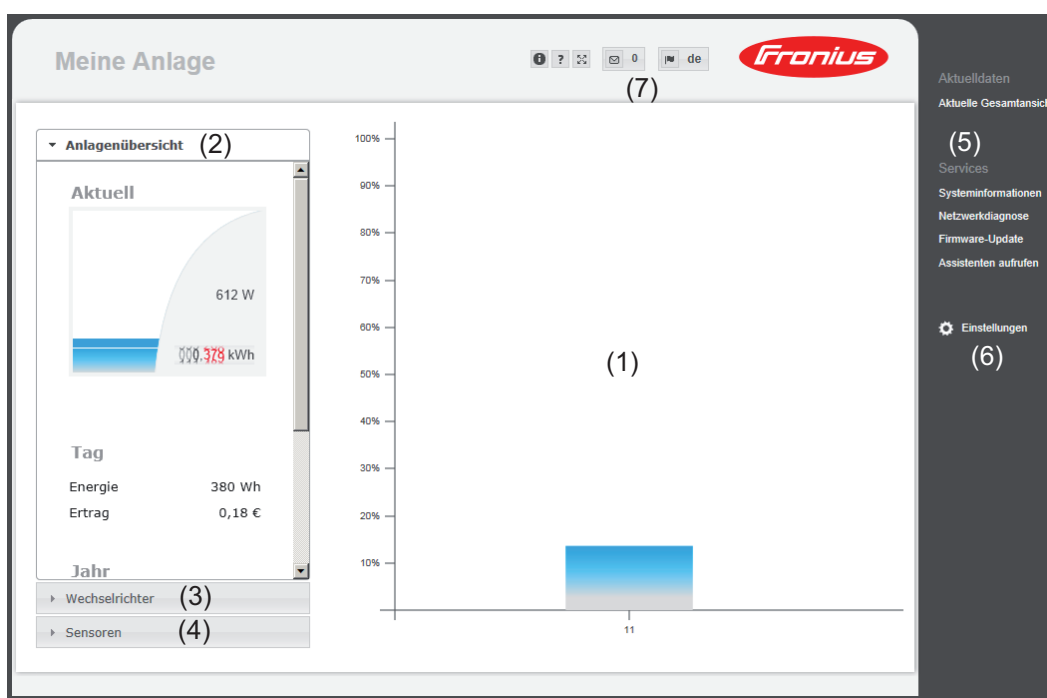 Meine Anlage
? 0 de
Fronius
(7)
Anlagenübersicht (2)
Aktuell
612 W
kWh
Tag
Energie 380 Wh
Ertrag 0,18 €
Jahr
Wechselrichter (3)
Sensoren (4)
100%
90%
80%
70%
60%
50%
40%
30%
20%
10%
(1)
11
Aktuelldaten
Aktuelle Gesamtansich
(5)
Services
Systeminformationen
Netzwerkdiagnose
Firmware-Update
Assistenten aufrufen
Einstellungen
(6)